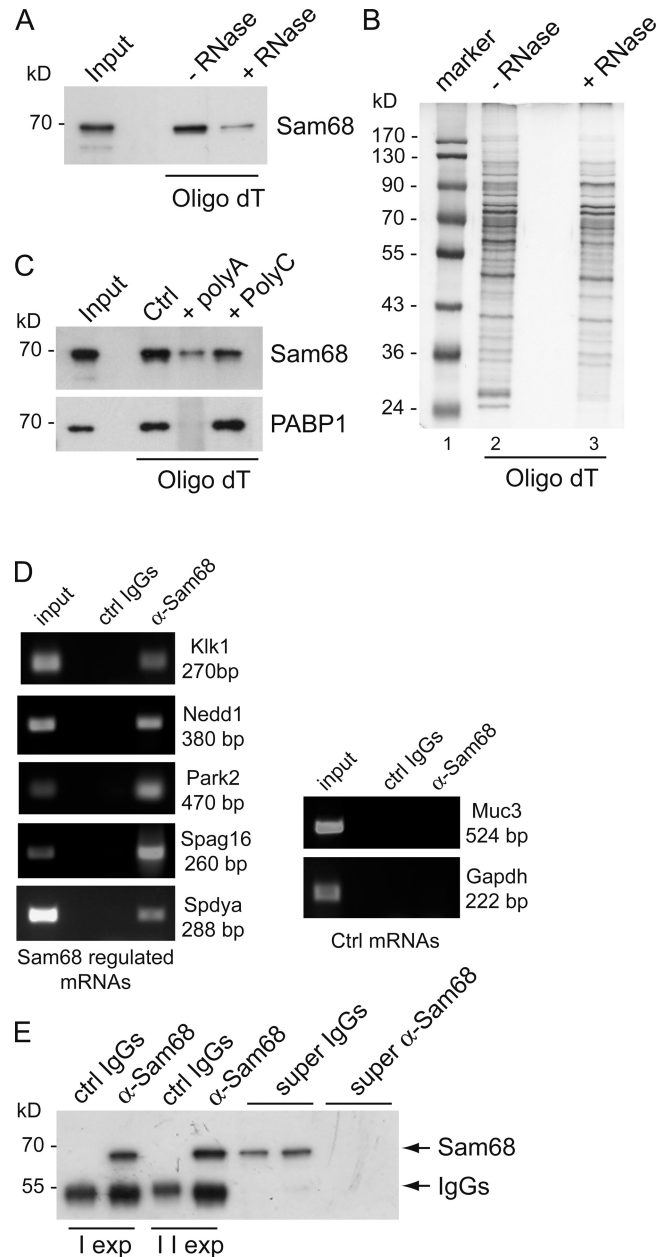 A
Input
- RNase
+ RNase
kD
70 -
Sam68
Oligo dT
B
marker
- RNase
+ RNase
kD
170 -
130 -
90 -
70 -
55 -
43 -
36 -
24 -
1 2 3
Oligo dT
C
Input
Ctrl
+ polyA
+ PolyC
kD
70 -
Sam68
70 -
PABP1
Oligo dT
D
input
ctrl IgGs
α-Sam68
Klk1
270bp
Nedd1
380 bp
Park2
470 bp
Spag16
260 bp
Spdya
288 bp
Sam68 regulated
mRNAs
input
ctrl IgGs
α-Sam68
Muc3
524 bp
Gapdh
222 bp
Ctrl mRNAs
E
ctrl IgGs
α-Sam68
ctrl IgGs
α-Sam68
super IgGs
super α-Sam68
kD
70 -
Sam68
55 -
IgGs
I exp
I I exp